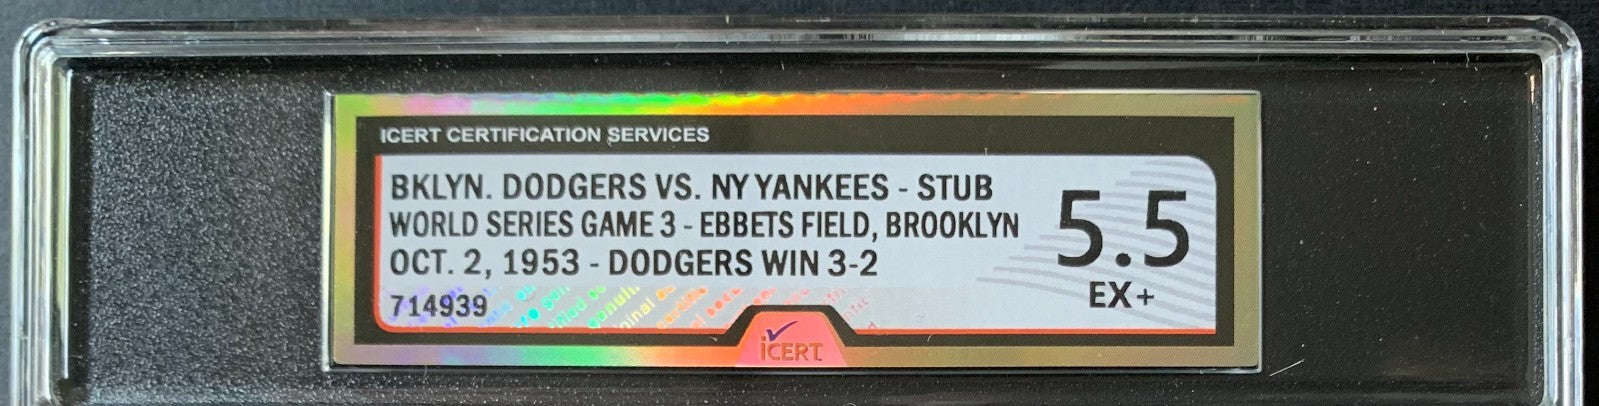 ICERT CERTIFICATION SERVICES
BKLYN. DODGERS VS. NY YANKEES - STUB
WORLD SERIES GAME 3 - EBBETS FIELD, BROOKLYN
OCT. 2, 1953 - DODGERS WIN 3-2
714939
5.5
EX+
iCERT